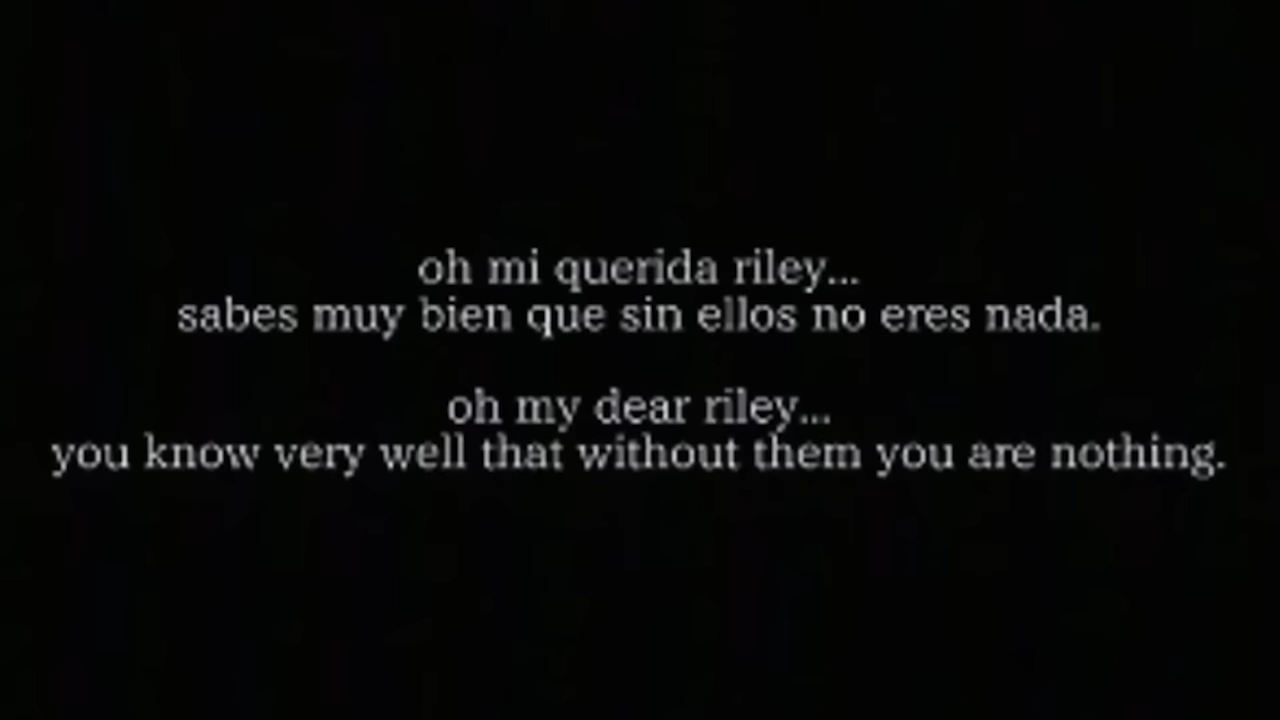 oh mi querida riley...
sabes muy bien que sin ellos no eres nada.
oh my dear riley...
you know very well that without them you are nothing.